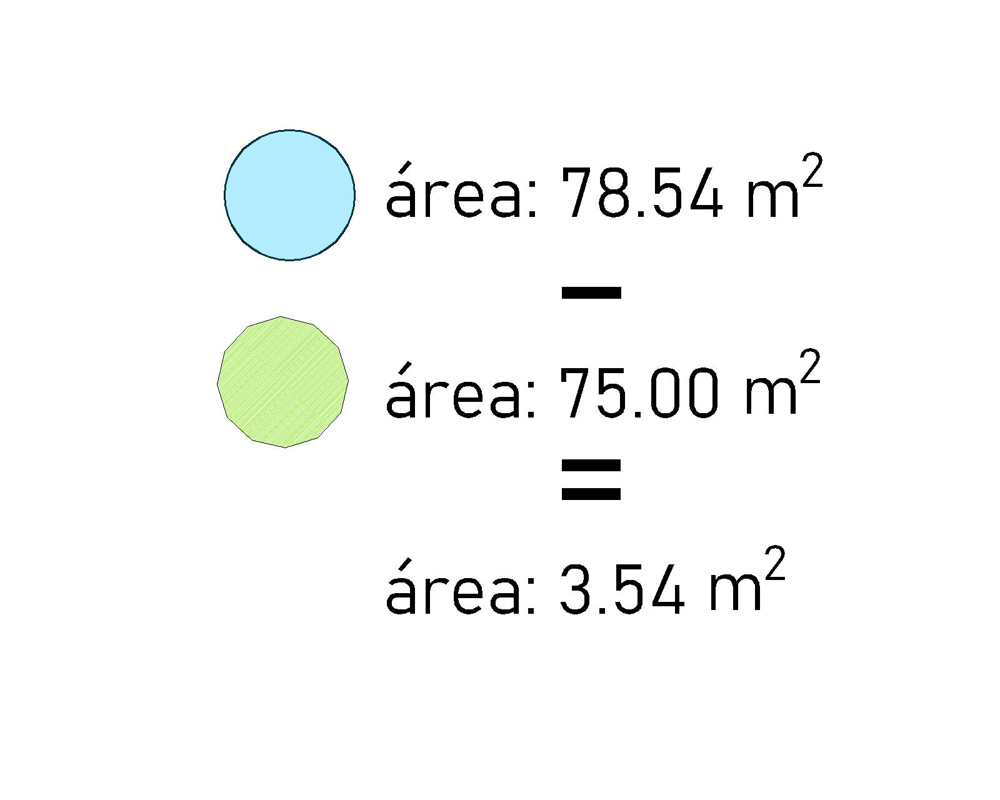 área: 78.54 m²
−
área: 75.00 m²
=
área: 3.54 m²